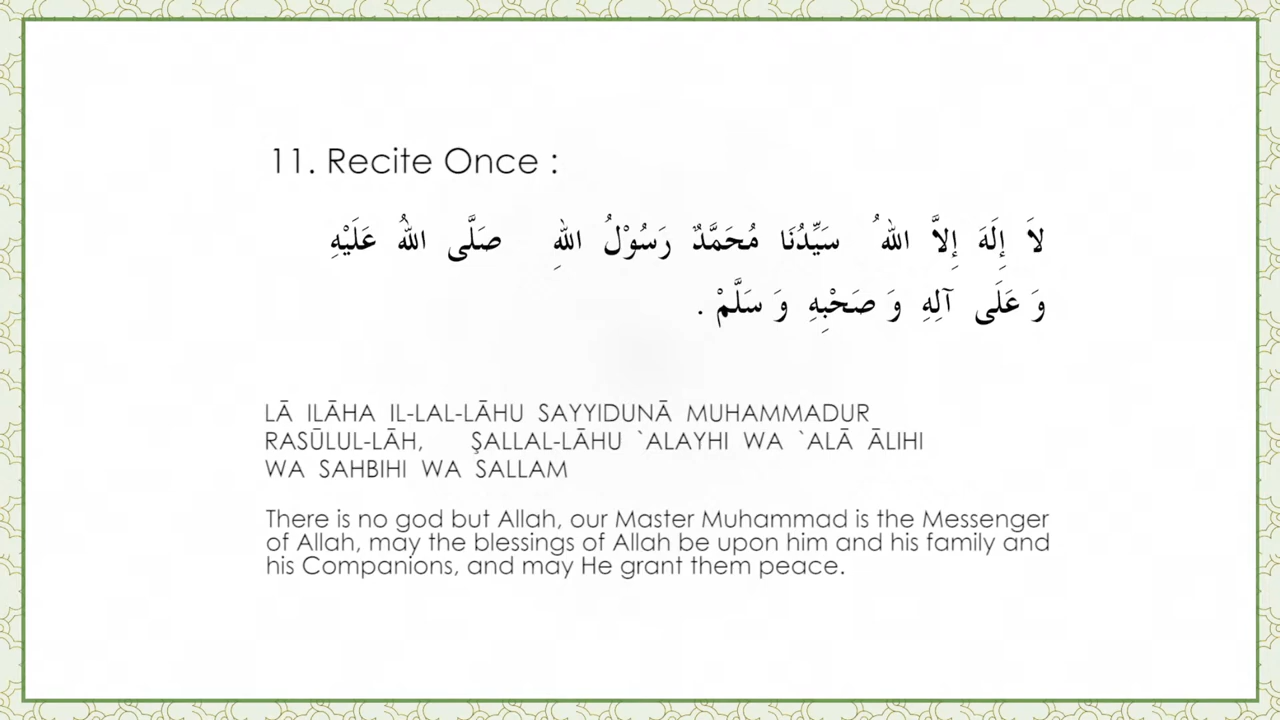 11. Recite Once :
لاَ إِلَهَ إِلاَّ اللهُ سَيِّدُنَا مُحَمَّدٌ رَسُوْلُ اللهِ صَلَّى اللهُ عَلَيْهِ
وَ عَلَى آلِهِ وَ صَحْبِهِ وَ سَلَّمْ .
LĀ ILĀHA IL-LAL-LĀHU SAYYIDUNĀ MUHAMMADUR
RASŪLUL-LĀH, ŞALLAL-LĀHU `ALAYHI WA `ALĀ ĀLIHI
WA SAHBIHI WA SALLAM
There is no god but Allah, our Master Muhammad is the Messenger
of Allah, may the blessings of Allah be upon him and his family and
his Companions, and may He grant them peace.